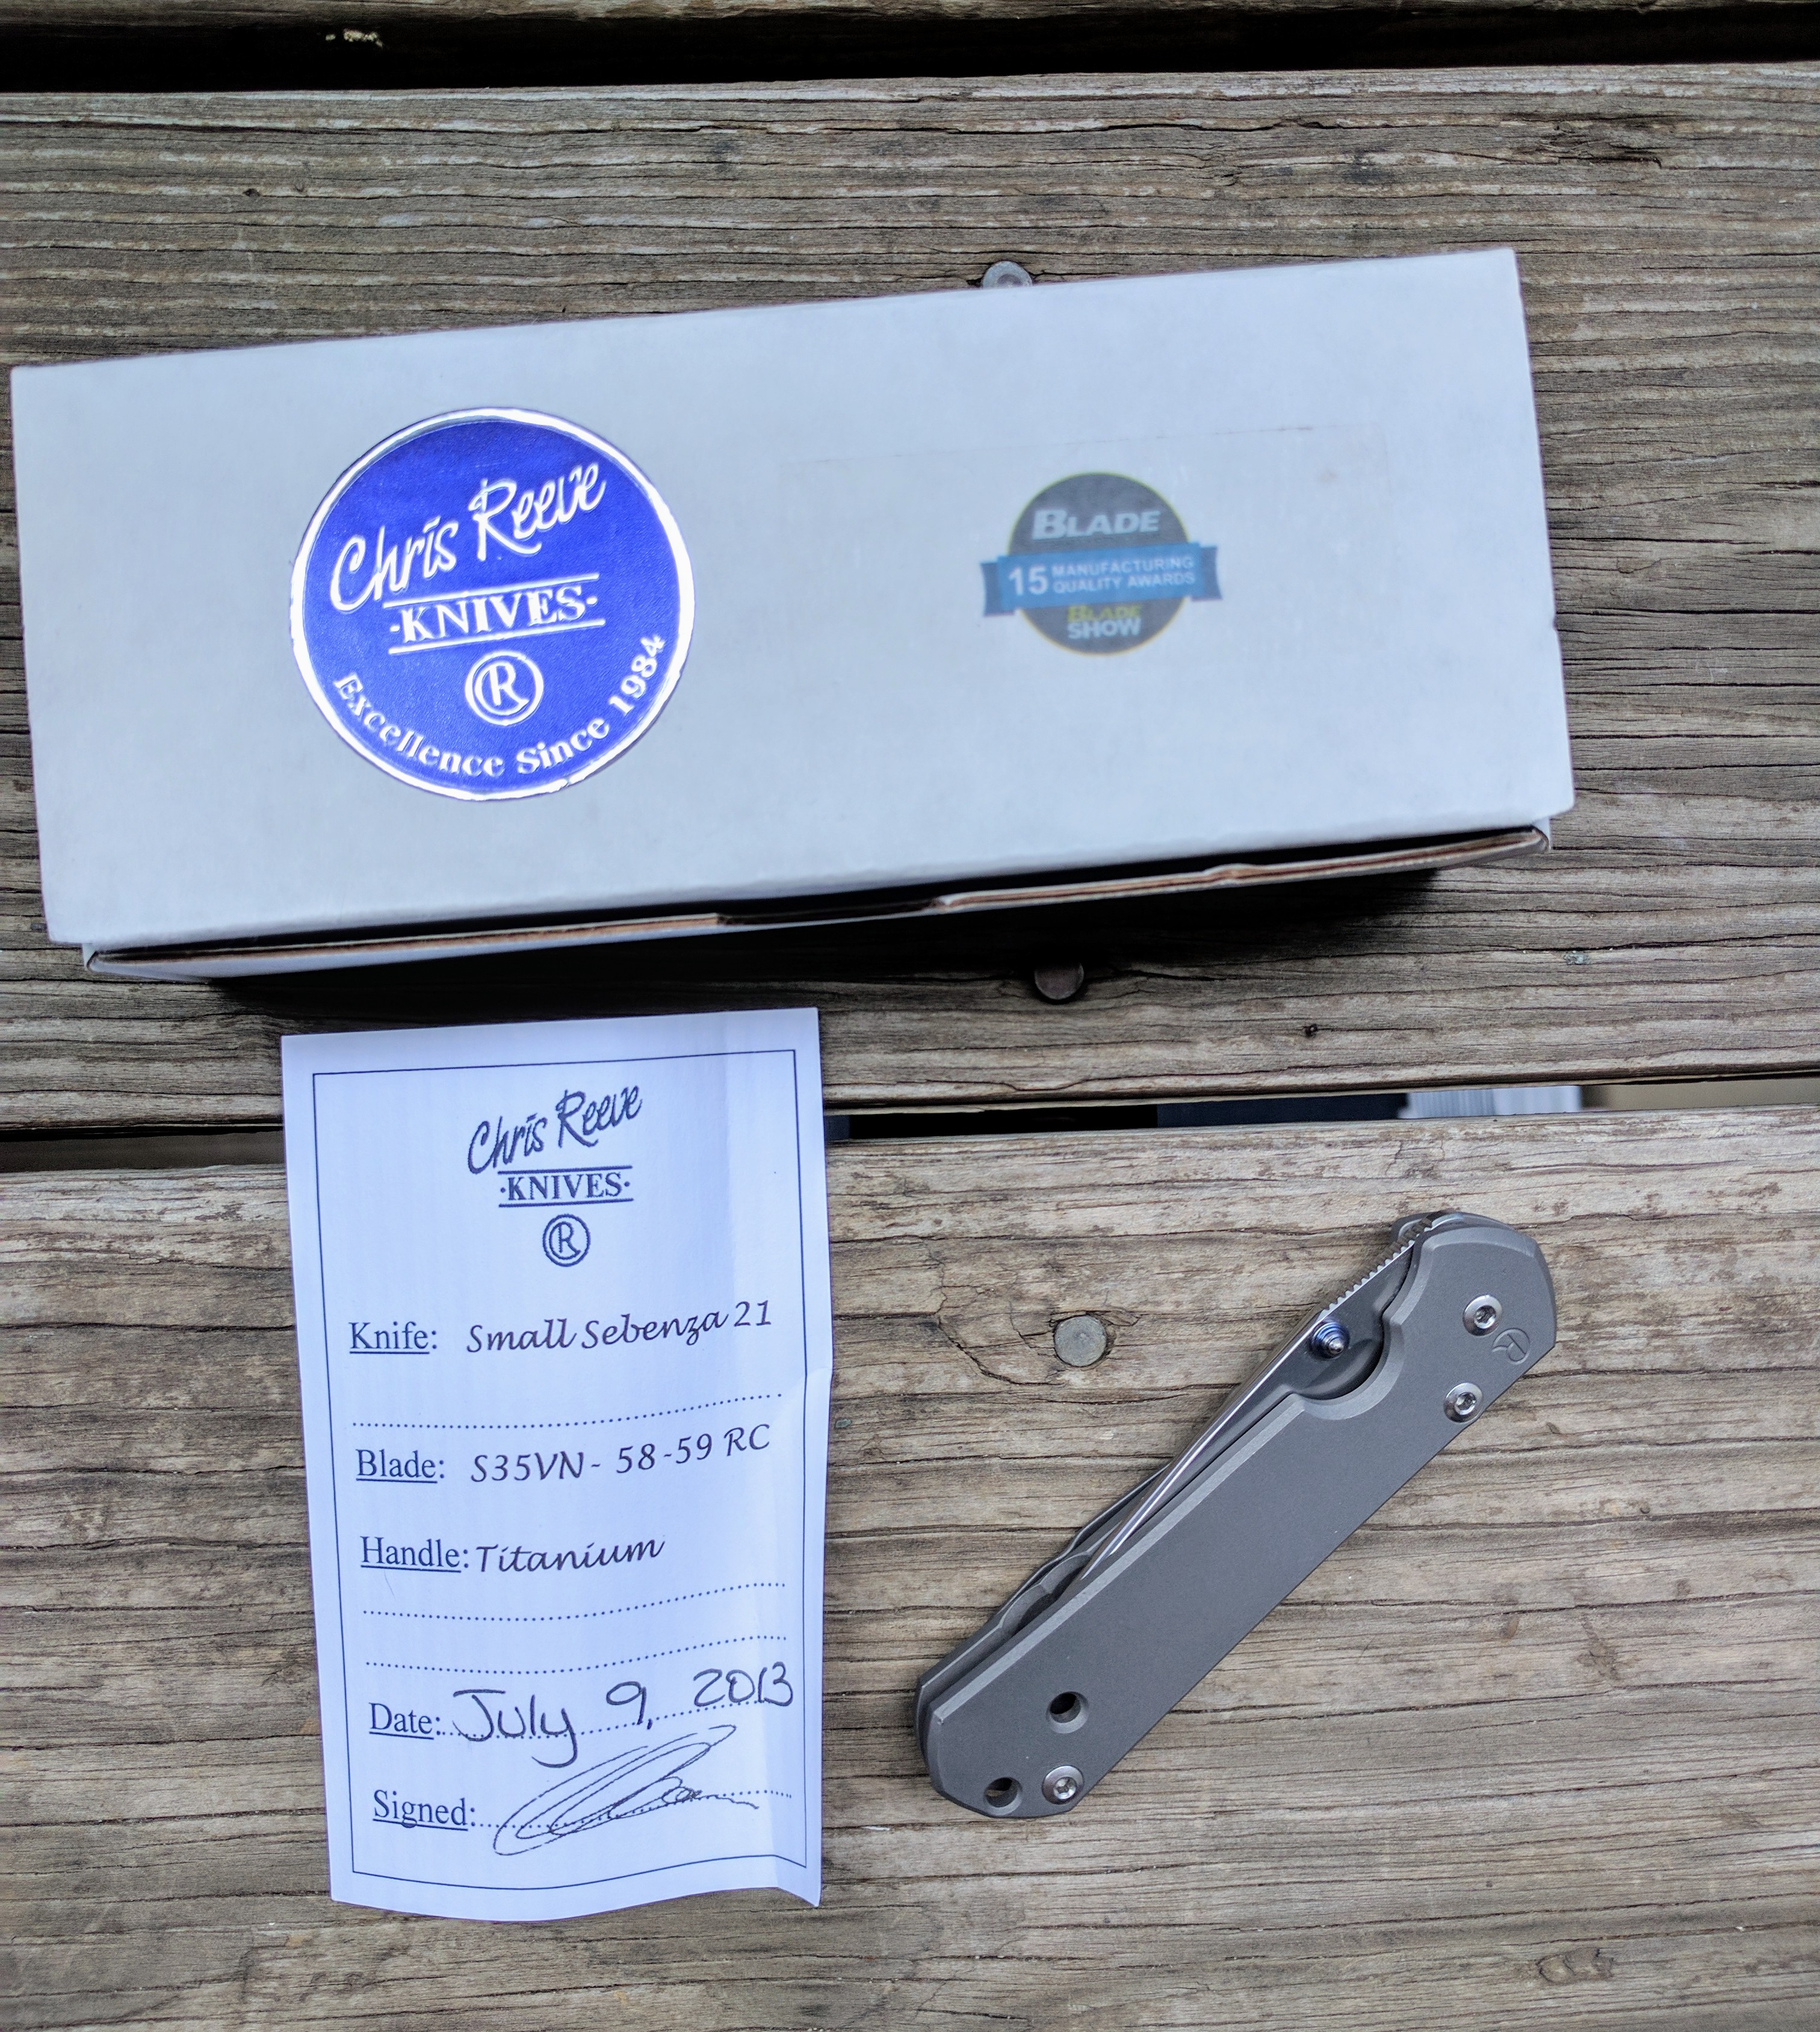 Chris Reeve
·KNIVES·
R
Excellence Since 1984
BLADE
15 MANUFACTURING
QUALITY AWARDS
BLADE
SHOW
Chris Reeve
·KNIVES·
R
Knife: Small Sebenza 21
Blade: S35VN - 58-59 RC
Handle: Titanium
Date: July 9, 2013
Signed: